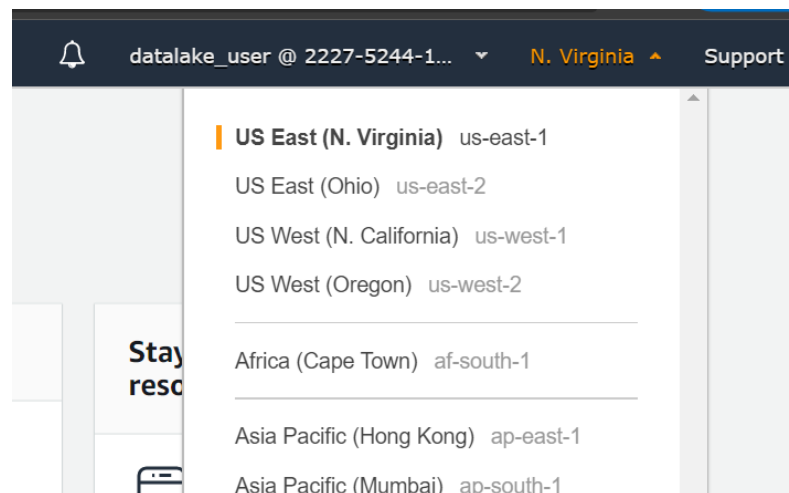 datalake_user @ 2227-5244-1... N. Virginia Support
US East (N. Virginia) us-east-1
US East (Ohio) us-east-2
US West (N. California) us-west-1
US West (Oregon) us-west-2
Africa (Cape Town) af-south-1
Asia Pacific (Hong Kong) ap-east-1
Asia Pacific (Mumbai) ap-south-1
Stay
reso